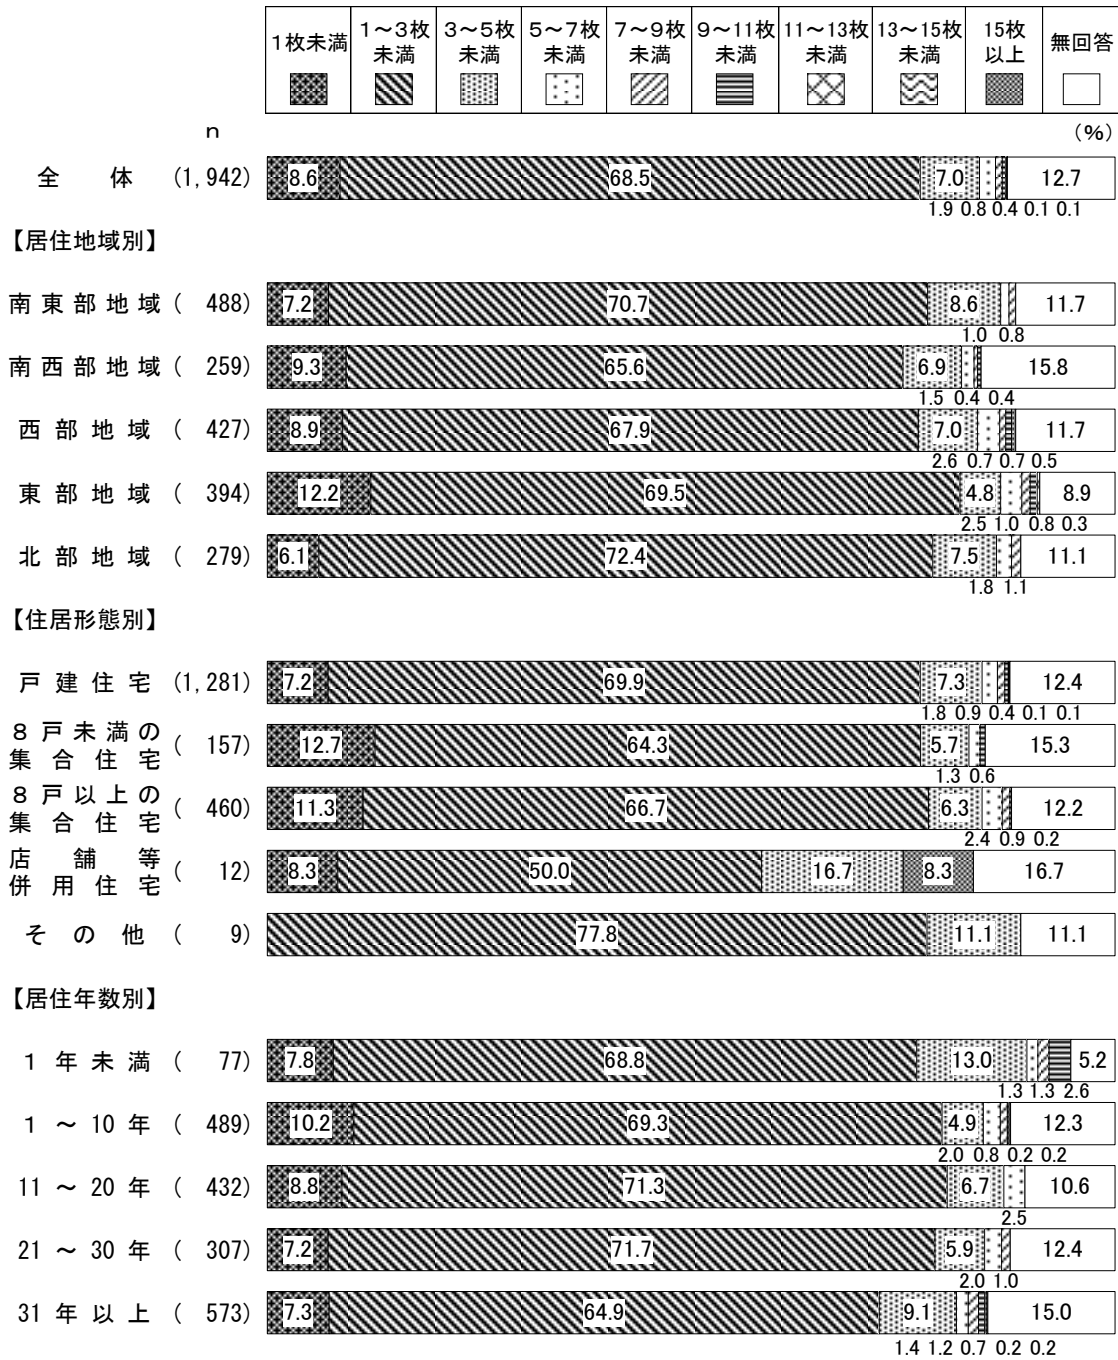 1枚未満 1～3枚未満 3～5枚未満 5～7枚未満 7～9枚未満 9～11枚未満 11～13枚未満 13～15枚未満 15枚以上 無回答
n (%)
全体 (1,942) 8.6 68.5 7.0 12.7
1.9 0.8 0.4 0.1 0.1
【居住地域別】
南東部地域 ( 488) 7.2 70.7 8.6 11.7
1.0 0.8
南西部地域 ( 259) 9.3 65.6 6.9 15.8
1.5 0.4 0.4
西部地域 ( 427) 8.9 67.9 7.0 11.7
2.6 0.7 0.7 0.5
東部地域 ( 394) 12.2 69.5 4.8 8.9
2.5 1.0 0.8 0.3
北部地域 ( 279) 6.1 72.4 7.5 11.1
1.8 1.1
【住居形態別】
戸建住宅 (1,281) 7.2 69.9 7.3 12.4
1.8 0.9 0.4 0.1 0.1
8戸未満の集合住宅 ( 157) 12.7 64.3 5.7 15.3
1.3 0.6
8戸以上の集合住宅 ( 460) 11.3 66.7 6.3 12.2
2.4 0.9 0.2
店舗等併用住宅 ( 12) 8.3 50.0 16.7 8.3 16.7
その他 ( 9) 77.8 11.1 11.1
【居住年数別】
1年未満 ( 77) 7.8 68.8 13.0 5.2
1.3 1.3 2.6
1～10年 ( 489) 10.2 69.3 4.9 12.3
2.0 0.8 0.2 0.2
11～20年 ( 432) 8.8 71.3 6.7 10.6
2.5
21～30年 ( 307) 7.2 71.7 5.9 12.4
2.0 1.0
31年以上 ( 573) 7.3 64.9 9.1 15.0
1.4 1.2 0.7 0.2 0.2